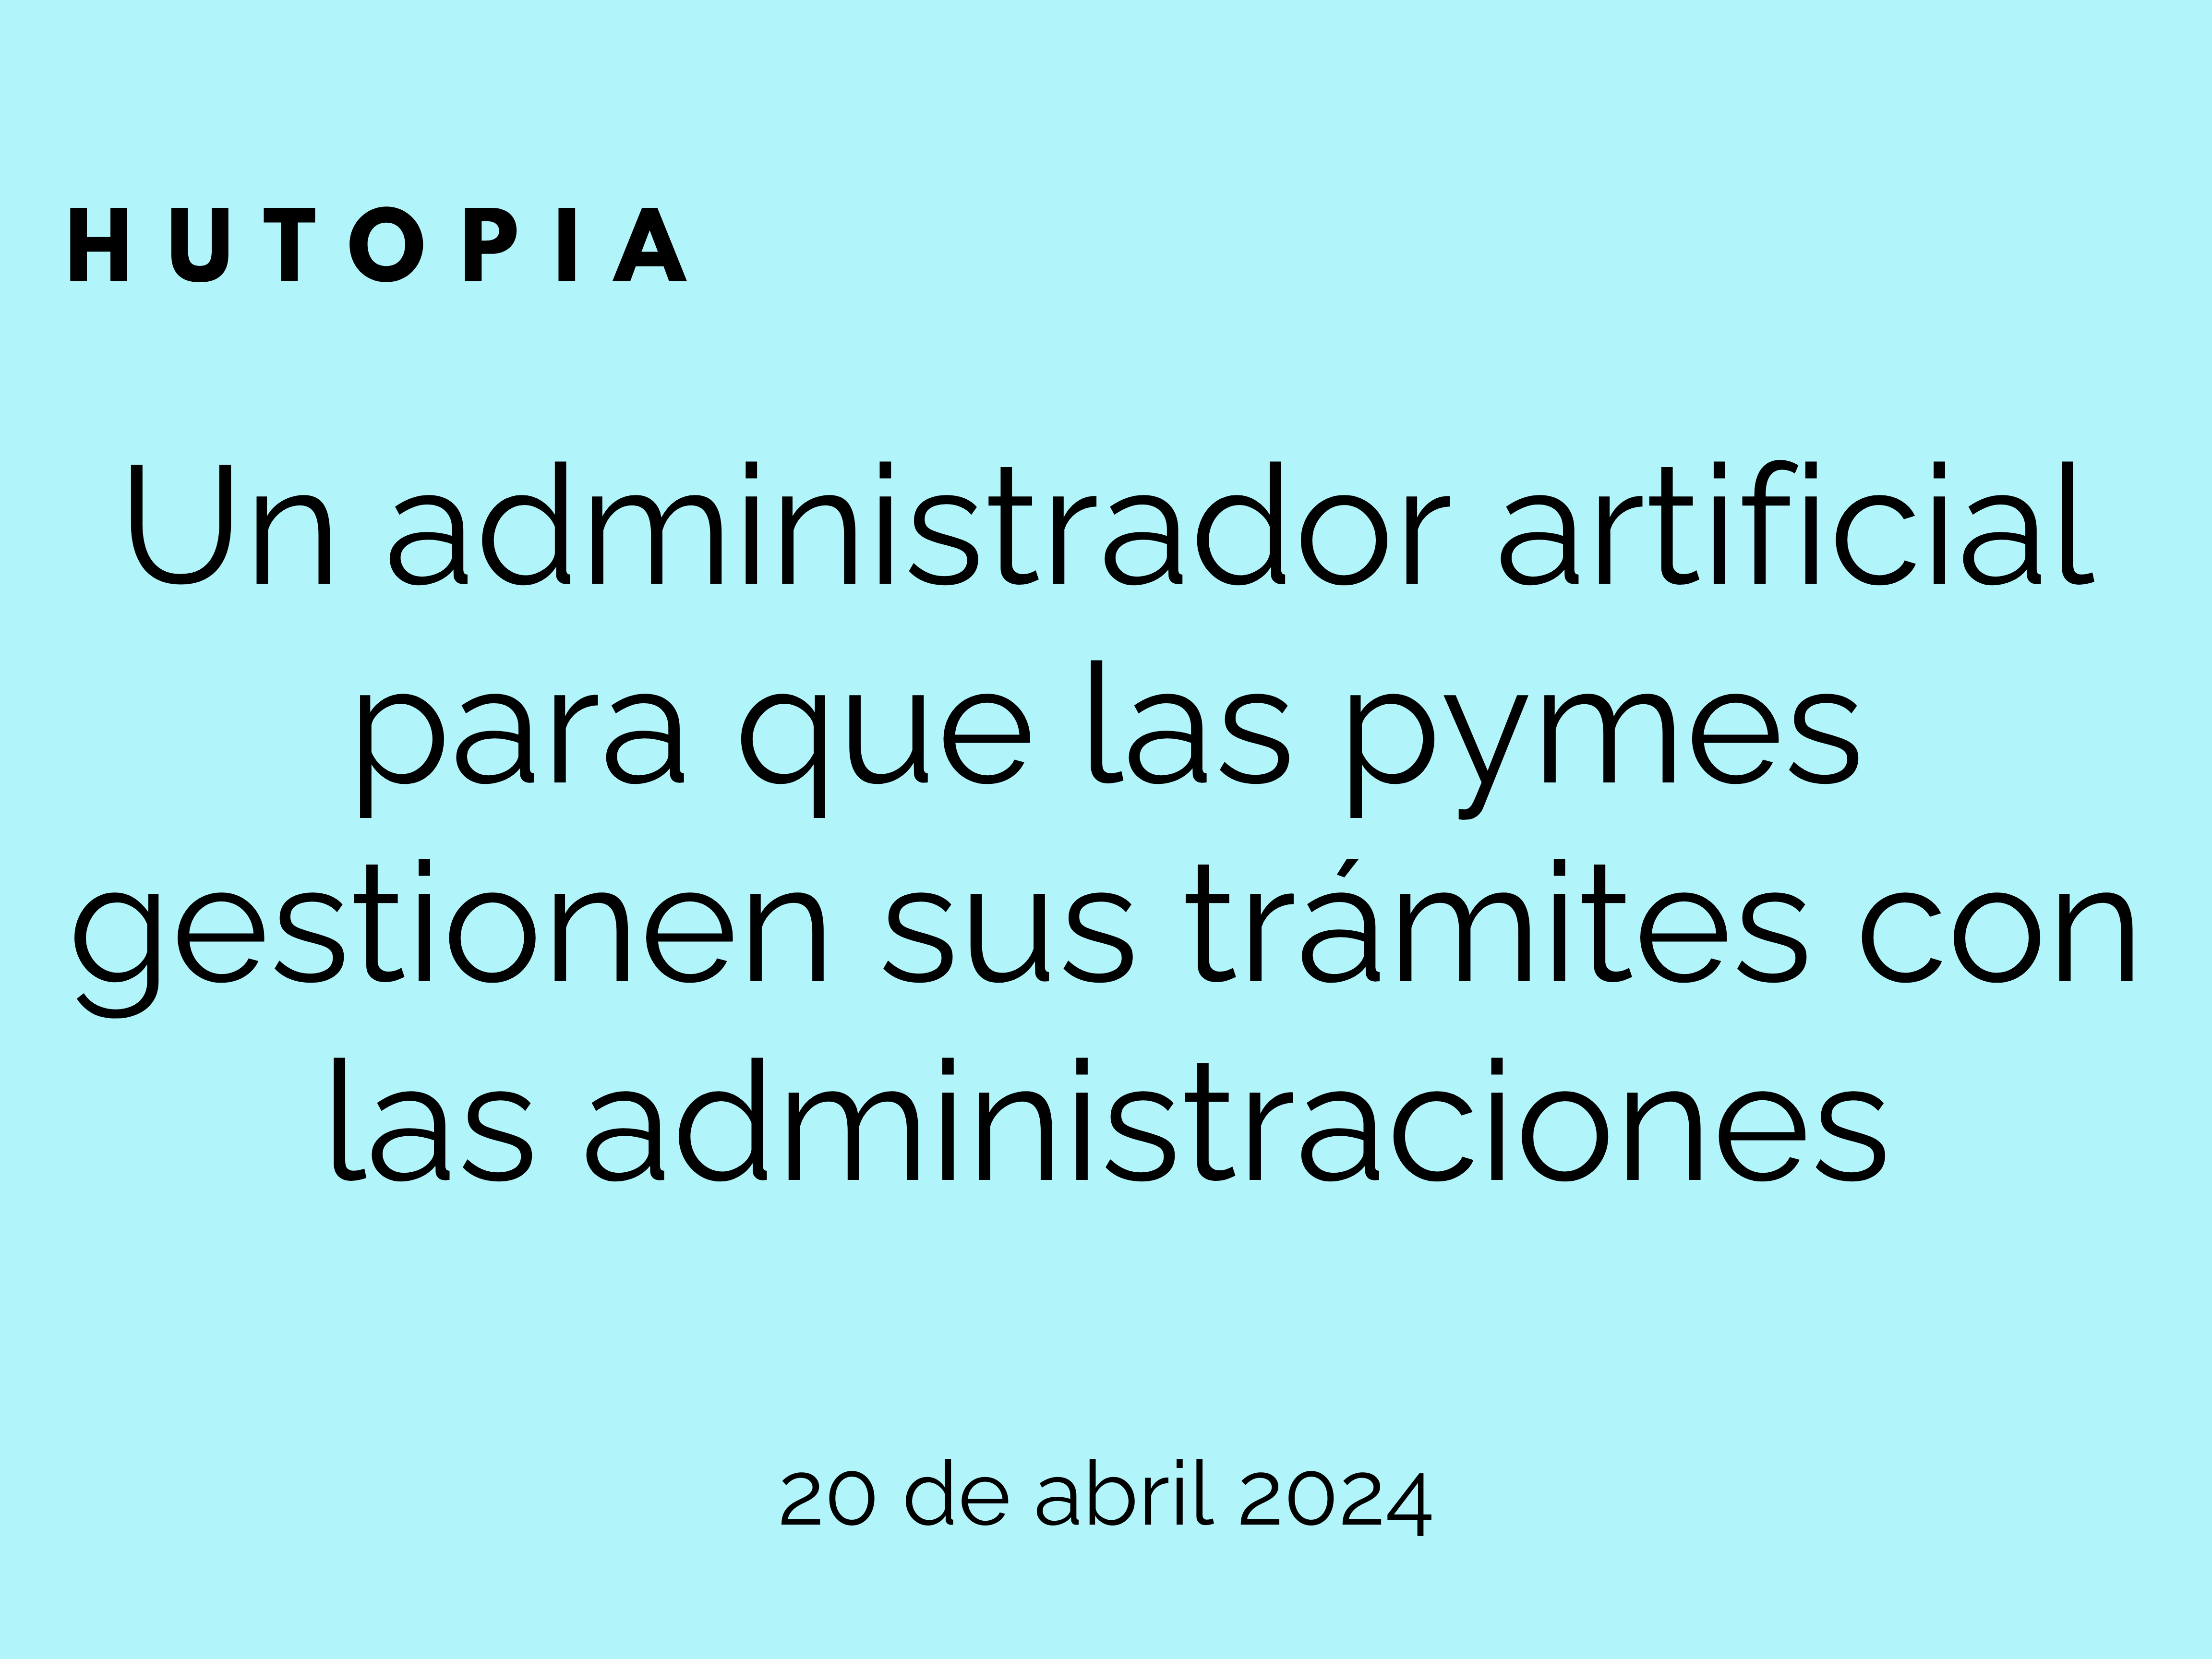 HUTOPIA
Un administrador artificial
para que las pymes
gestionen sus trámites con
las administraciones
20 de abril 2024